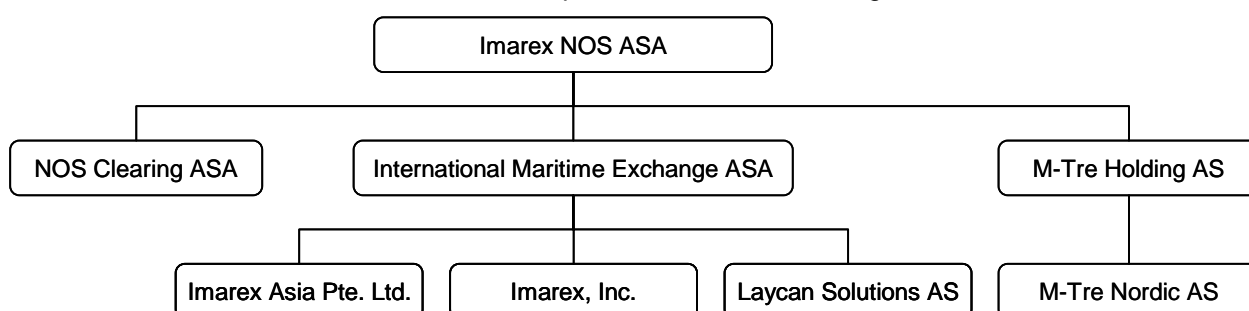 Imarex NOS ASA
NOS Clearing ASA
International Maritime Exchange ASA
M-Tre Holding AS
Imarex Asia Pte. Ltd.
Imarex, Inc.
Laycan Solutions AS
M-Tre Nordic AS